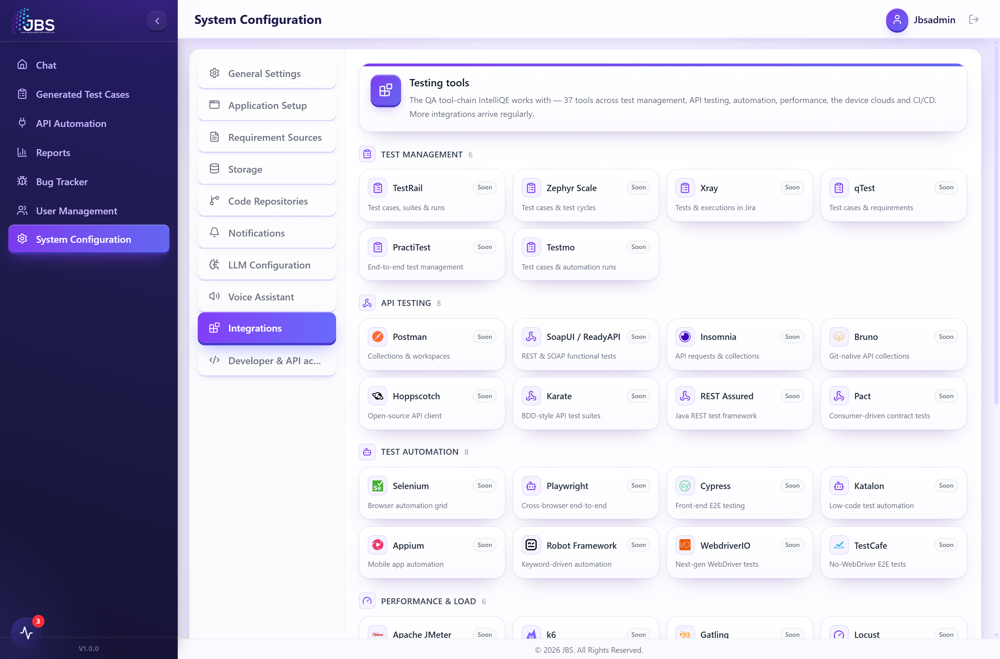 JBS
JADE BUSINESS SERVICES LLC
System Configuration
Jbsadmin
Chat
Generated Test Cases
API Automation
Reports
Bug Tracker
User Management
System Configuration
3
V1.0.0
General Settings
Application Setup
Requirement Sources
Storage
Code Repositories
Notifications
LLM Configuration
Voice Assistant
Integrations
Developer & API ac...
Testing tools
The QA tool-chain IntelliQE works with — 37 tools across test management, API testing, automation, performance, the device clouds and CI/CD.
More integrations arrive regularly.
TEST MANAGEMENT 6
TestRail Soon
Test cases, suites & runs
Zephyr Scale Soon
Test cases & test cycles
Xray Soon
Tests & executions in Jira
qTest Soon
Test cases & requirements
PractiTest Soon
End-to-end test management
Testmo Soon
Test cases & automation runs
API TESTING 8
Postman Soon
Collections & workspaces
SoapUI / ReadyAPI Soon
REST & SOAP functional tests
Insomnia Soon
API requests & collections
Bruno Soon
Git-native API collections
Hoppscotch Soon
Open-source API client
Karate Soon
BDD-style API test suites
REST Assured Soon
Java REST test framework
Pact Soon
Consumer-driven contract tests
TEST AUTOMATION 8
Se Selenium Soon
Browser automation grid
Playwright Soon
Cross-browser end-to-end
cy Cypress Soon
Front-end E2E testing
Katalon Soon
Low-code test automation
Appium Soon
Mobile app automation
Robot Framework Soon
Keyword-driven automation
I/O WebdriverIO Soon
Next-gen WebDriver tests
TestCafe Soon
No-WebDriver E2E tests
PERFORMANCE & LOAD 6
JMeter Apache JMeter Soon
k6 k6 Soon
Gatling Soon
Locust Soon
© 2026 JBS. All Rights Reserved.